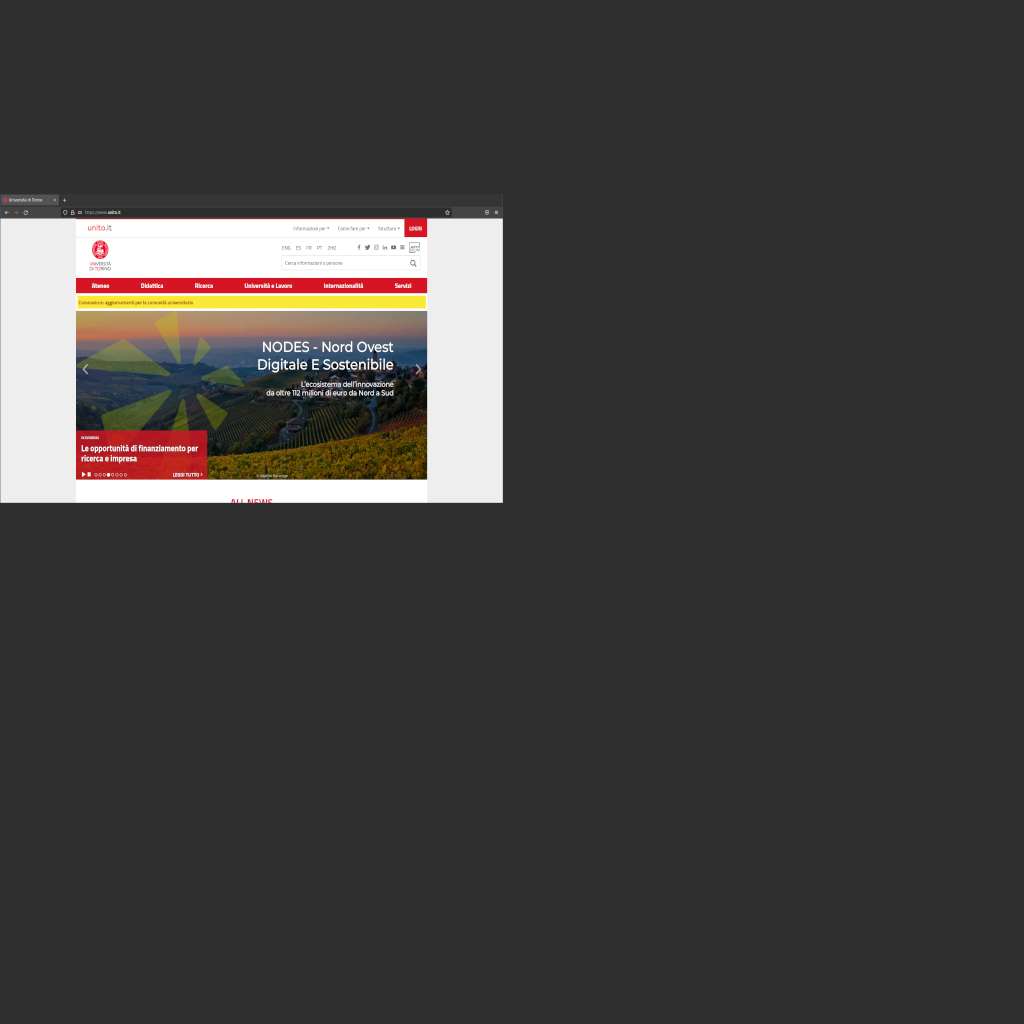 Università di Torino
https://www.unito.it
unito.it
Informazioni per
Come fare per
Strutture
LOGIN
ENG ES FR PT ZHO
UNIVERSITÀ
DI TORINO
Cerca informazioni o persone
Ateneo Didattica Ricerca Università e Lavoro Internazionalità Servizi
Coronavirus: aggiornamenti per la comunità universitaria
NODES - Nord Ovest
Digitale E Sostenibile
L'ecosistema dell'innovazione
da oltre 112 milioni di euro da Nord a Sud
IN EVIDENZA
Le opportunità di finanziamento per
ricerca e impresa
LEGGI TUTTO
ALL NEWS